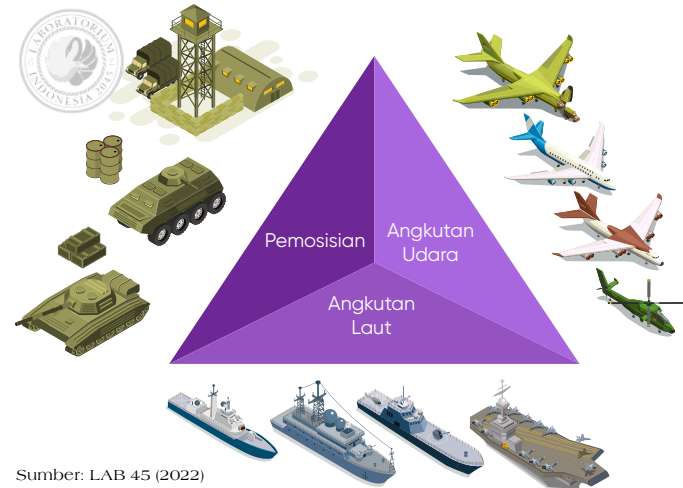 LABORATORIUM
INDONESIA 2045
Pemosisian
Angkutan
Udara
Angkutan
Laut
Sumber: LAB 45 (2022)